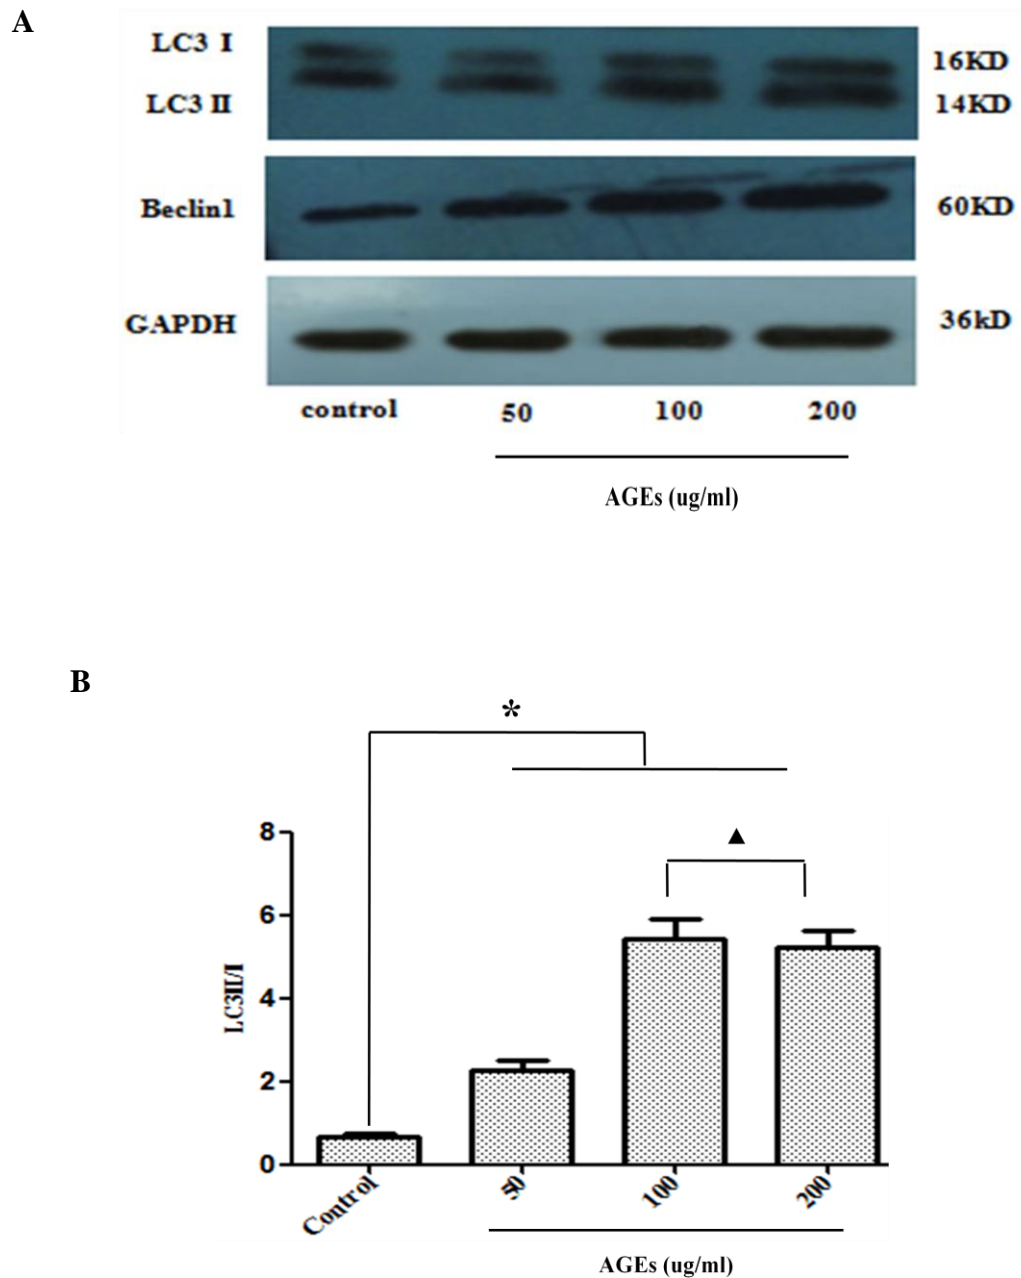 A
LC3 I
16KD
LC3 II
14KD
Beclin1
60KD
GAPDH
36kD
control 50 100 200
AGEs (ug/ml)
B
*
▲
8
6
4
2
0
LC3II/I
Control 50 100 200
AGEs (ug/ml)